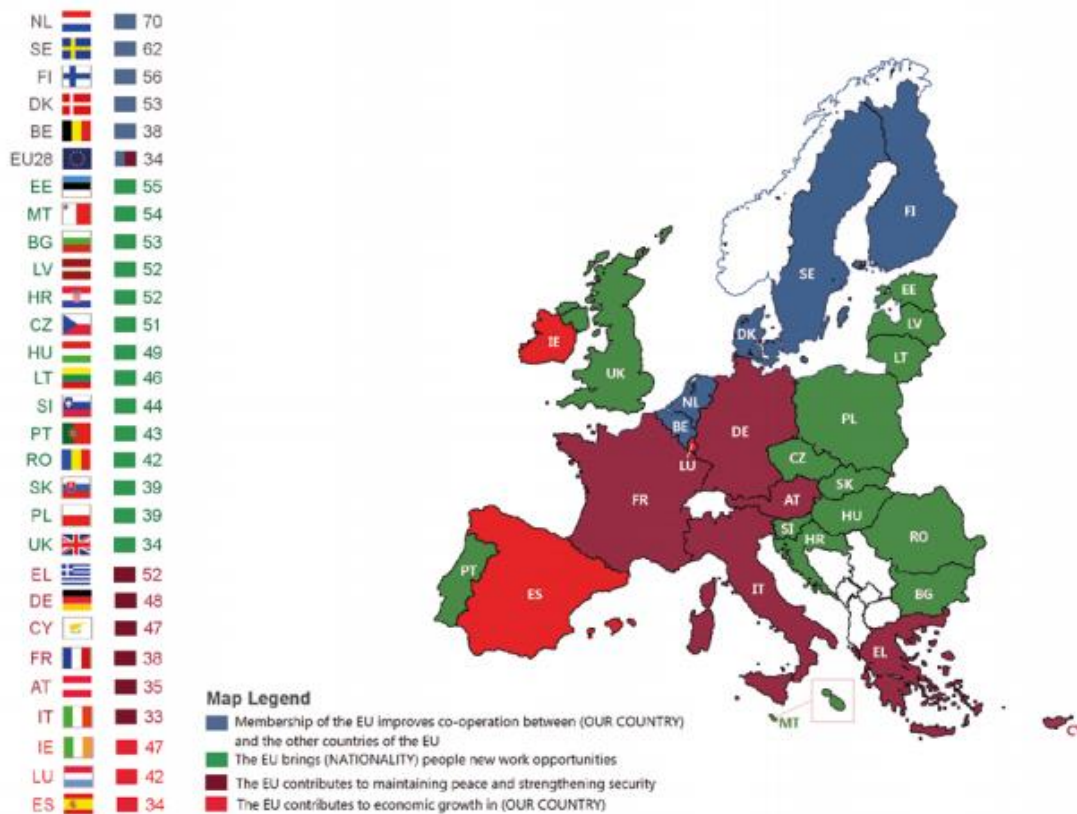 NL 70
SE 62
FI 56
DK 53
BE 38
EU28 34
EE 55
MT 54
BG 53
LV 52
HR 52
CZ 51
HU 49
LT 46
SI 44
PT 43
RO 42
SK 39
PL 39
UK 34
EL 52
DE 48
CY 47
FR 38
AT 35
IT 33
IE 47
LU 42
ES 34
FI
SE
EE
LV
DK
LT
IE
UK
NL
PL
BE
DE
CZ
LU
SK
FR
AT
HU
SI
HR
RO
PT
ES
IT
BG
EL
MT
Map Legend
Membership of the EU improves co-operation between (OUR COUNTRY)
and the other countries of the EU
The EU brings (NATIONALITY) people new work opportunities
The EU contributes to maintaining peace and strengthening security
The EU contributes to economic growth in (OUR COUNTRY)